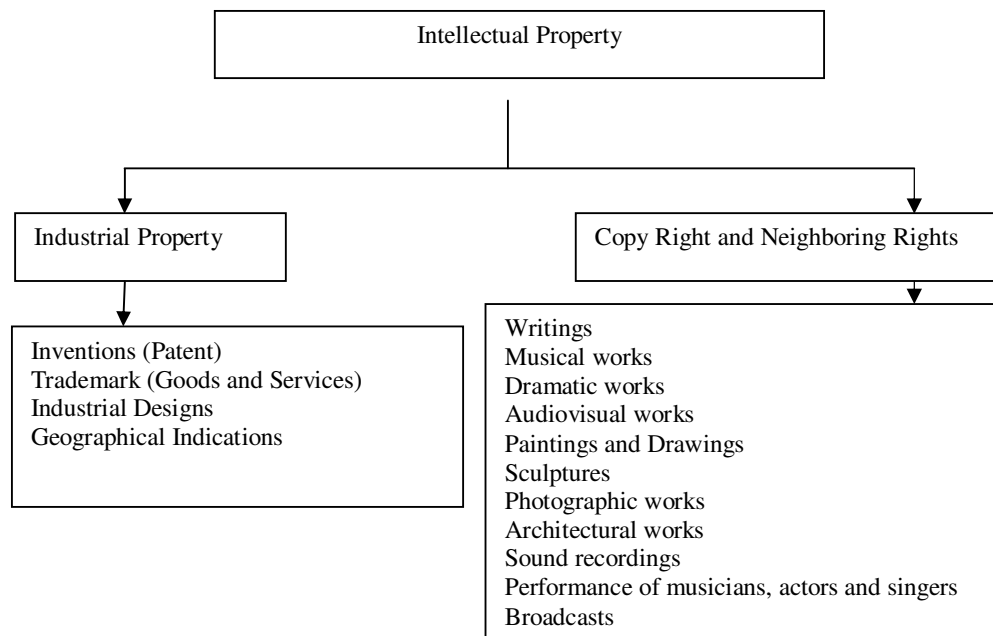 Intellectual Property
Industrial Property
Copy Right and Neighboring Rights
Inventions (Patent)
Trademark (Goods and Services)
Industrial Designs
Geographical Indications
Writings
Musical works
Dramatic works
Audiovisual works
Paintings and Drawings
Sculptures
Photographic works
Architectural works
Sound recordings
Performance of musicians, actors and singers
Broadcasts